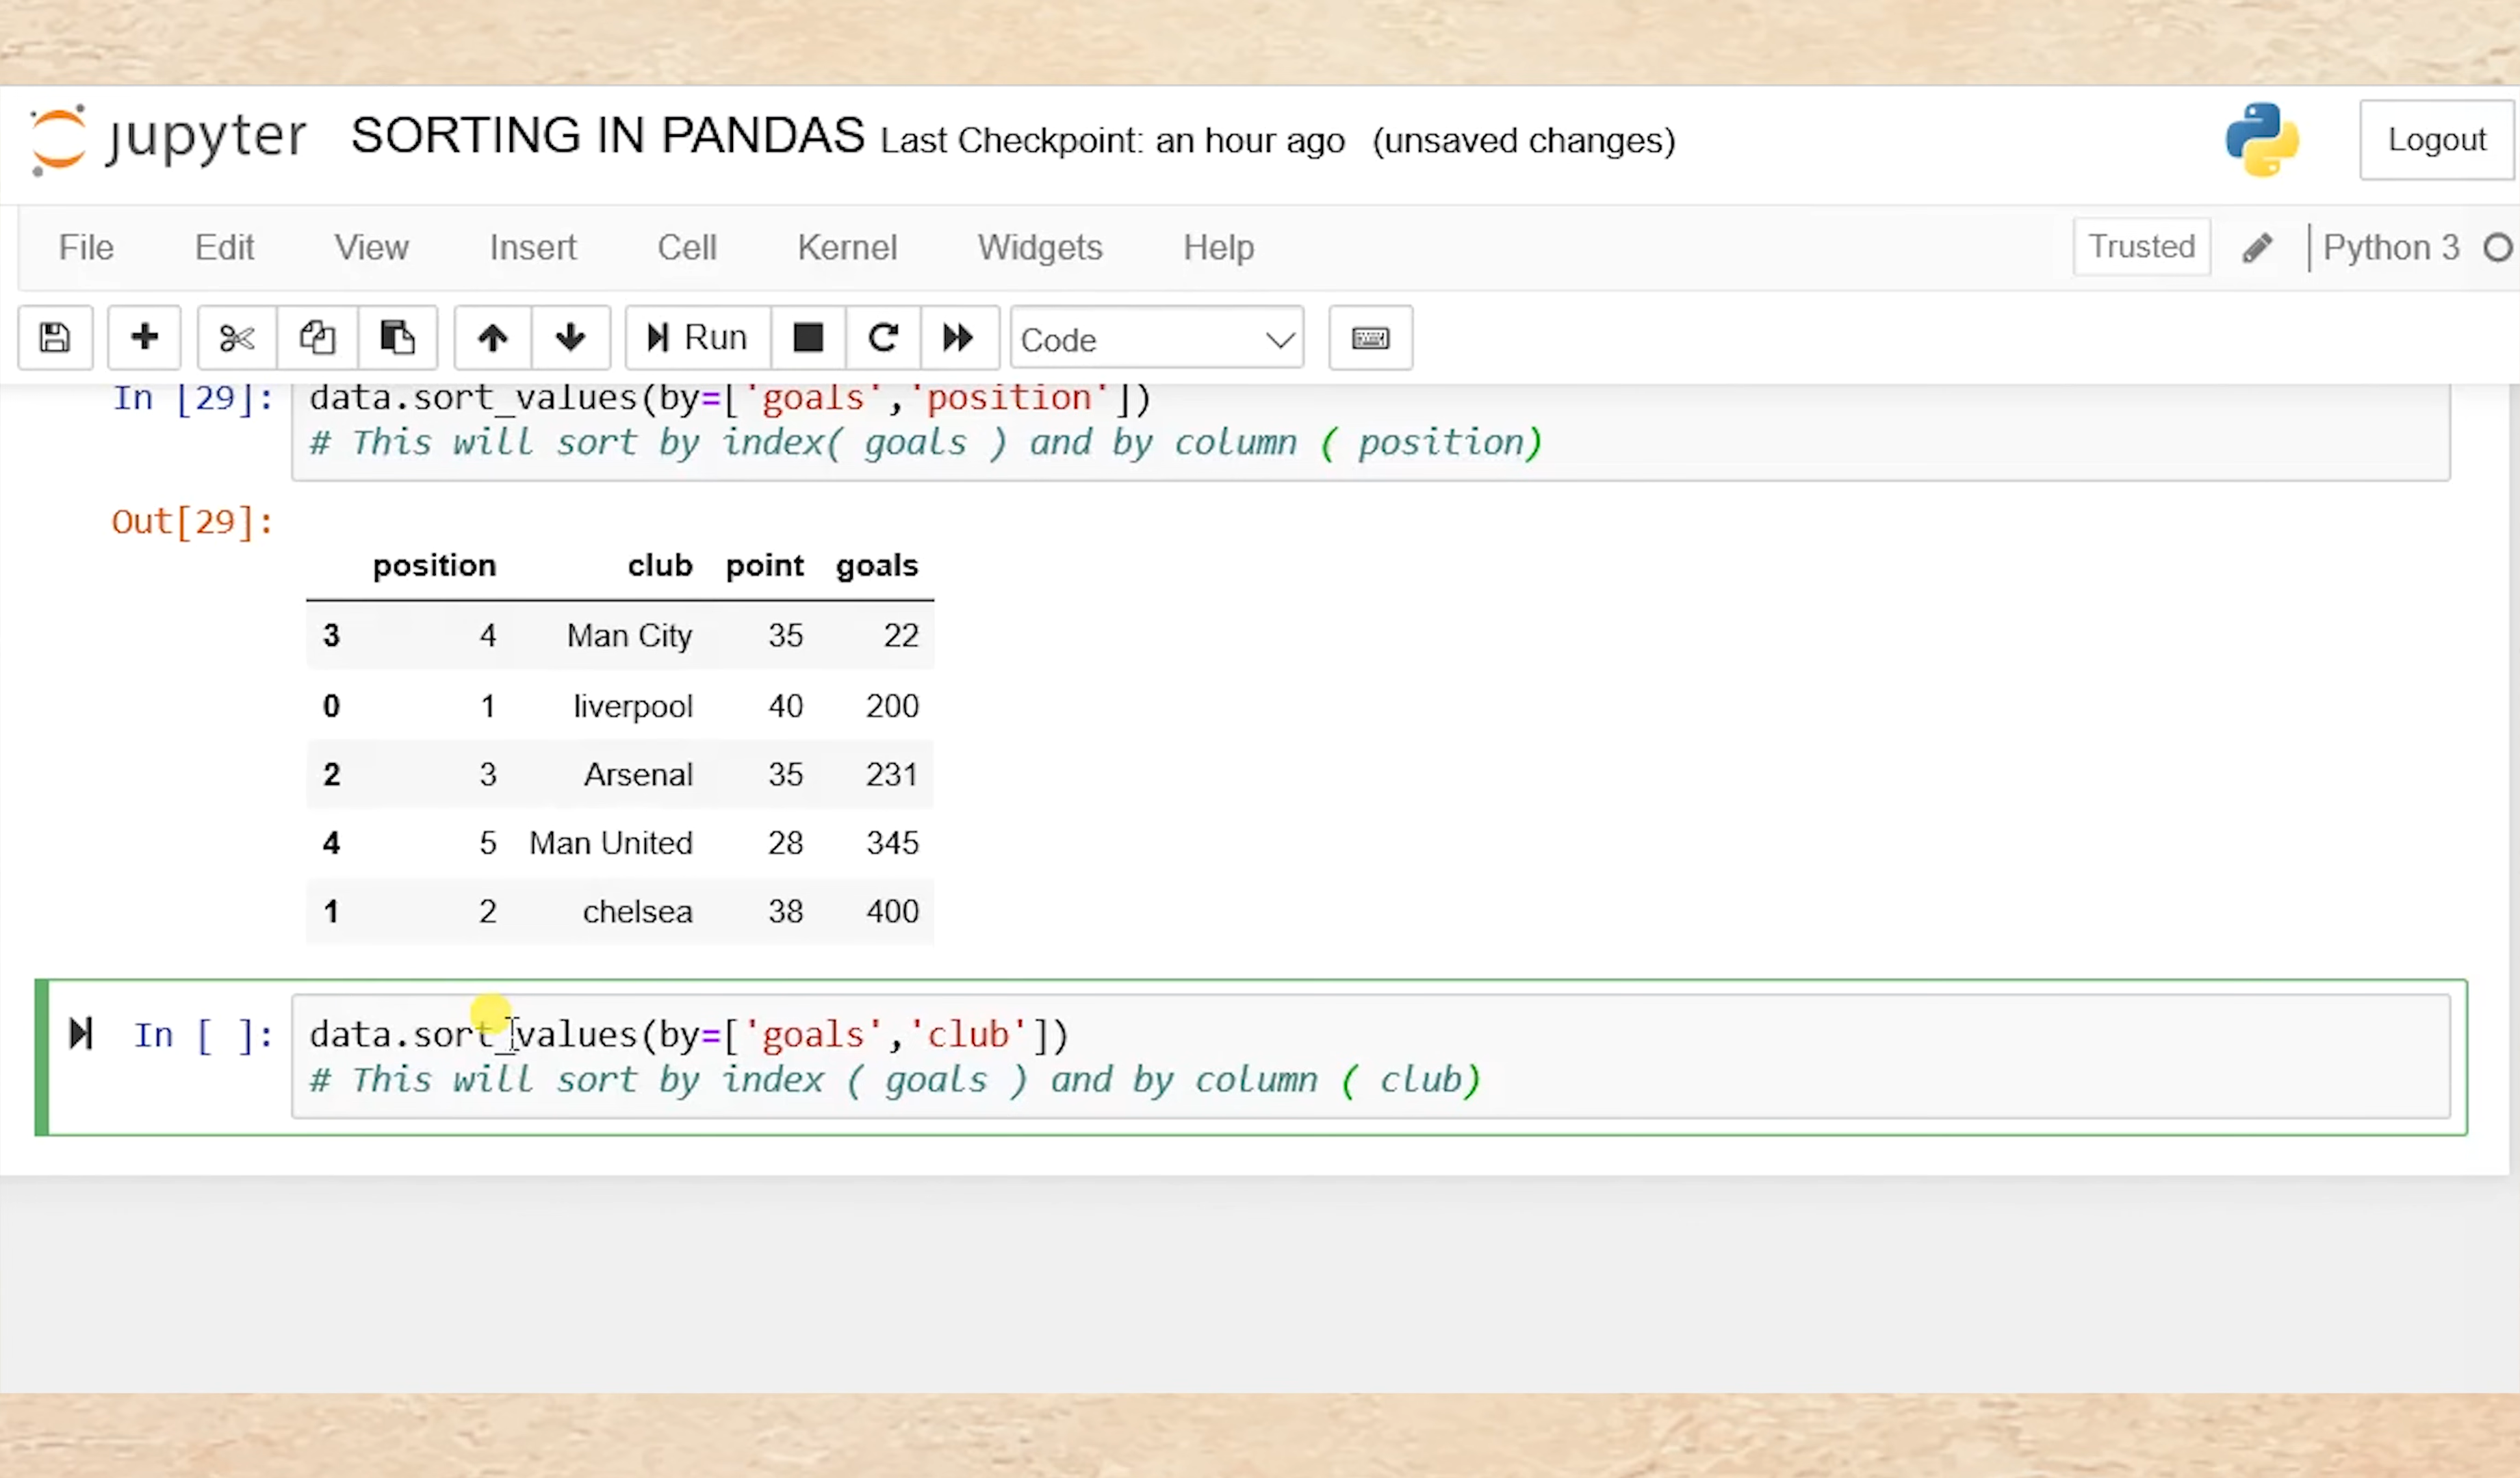 jupyter SORTING IN PANDAS Last Checkpoint: an hour ago (unsaved changes) Logout
File Edit View Insert Cell Kernel Widgets Help Trusted Python 3
Run Code
In [29]: data.sort_values(by=['goals','position'])
# This will sort by index( goals ) and by column ( position)
Out[29]:
position club point goals
3 4 Man City 35 22
0 1 liverpool 40 200
2 3 Arsenal 35 231
4 5 Man United 28 345
1 2 chelsea 38 400
In [ ]: data.sort_values(by=['goals','club'])
# This will sort by index ( goals ) and by column ( club)